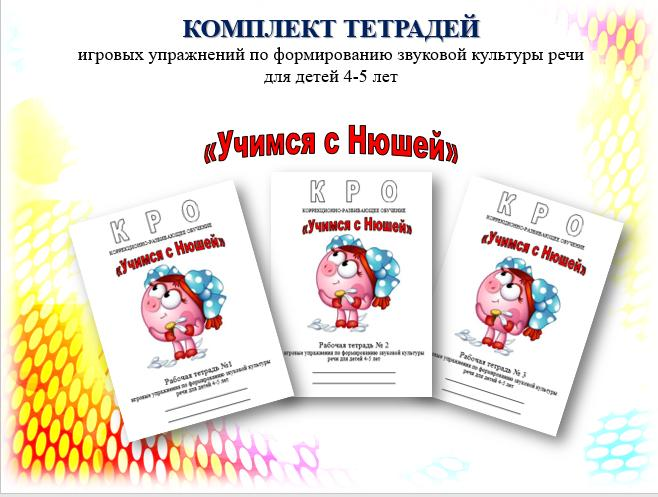 КОМПЛЕКТ ТЕТРАДЕЙ
игровых упражнений по формированию звуковой культуры речи
для детей 4-5 лет
«Учимся с Нюшей»
К Р О
КОРРЕКЦИОННО-РАЗВИВАЮЩЕЕ ОБУЧЕНИЕ
«Учимся с Нюшей»
Рабочая тетрадь №1
игровые упражнения по формированию звуковой культуры
речи для детей 4-5 лет
К Р О
КОРРЕКЦИОННО-РАЗВИВАЮЩЕЕ ОБУЧЕНИЕ
«Учимся с Нюшей»
Рабочая тетрадь № 2
игровые упражнения по формированию звуковой культуры
речи для детей 4-5 лет
К Р О
КОРРЕКЦИОННО-РАЗВИВАЮЩЕЕ ОБУЧЕНИЕ
«Учимся с Нюшей»
Рабочая тетрадь № 3
игровые упражнения по формированию звуковой культуры
речи для детей 4-5 лет